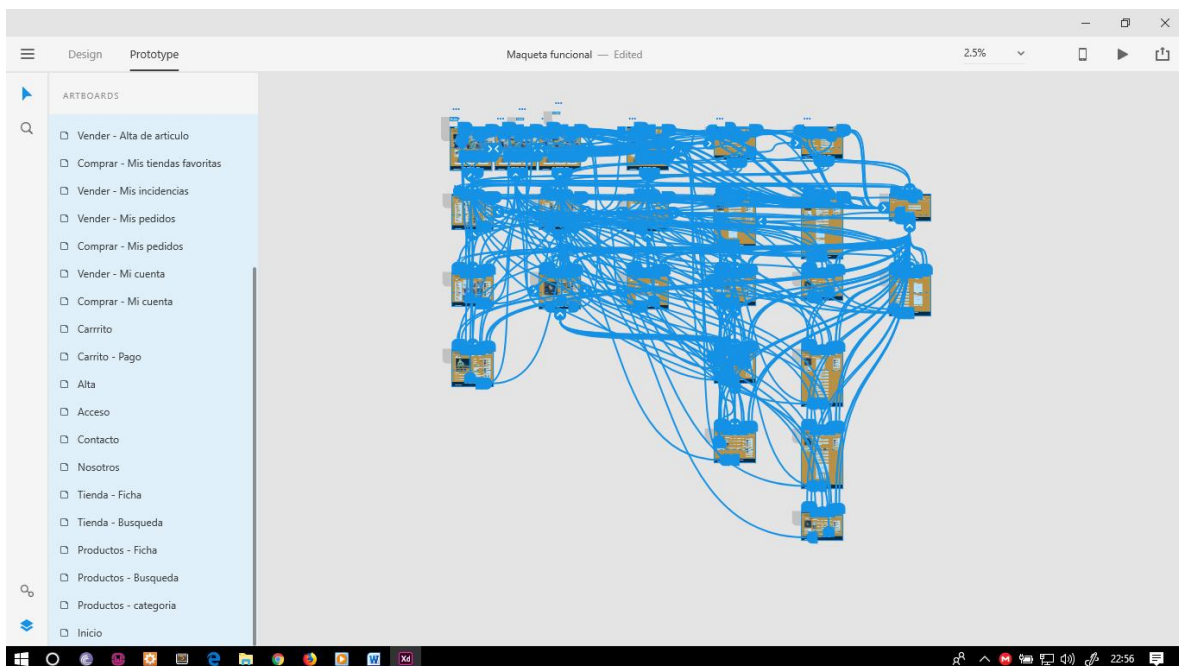 Design Prototype Maqueta funcional — Edited 2.5%
ARTBOARDS
Vender - Alta de articulo
Comprar - Mis tiendas favoritas
Vender - Mis incidencias
Vender - Mis pedidos
Comprar - Mis pedidos
Vender - Mi cuenta
Comprar - Mi cuenta
Carrrito
Carrito - Pago
Alta
Acceso
Contacto
Nosotros
Tienda - Ficha
Tienda - Busqueda
Productos - Ficha
Productos - Busqueda
Productos - categoria
Inicio
Xd 22:56